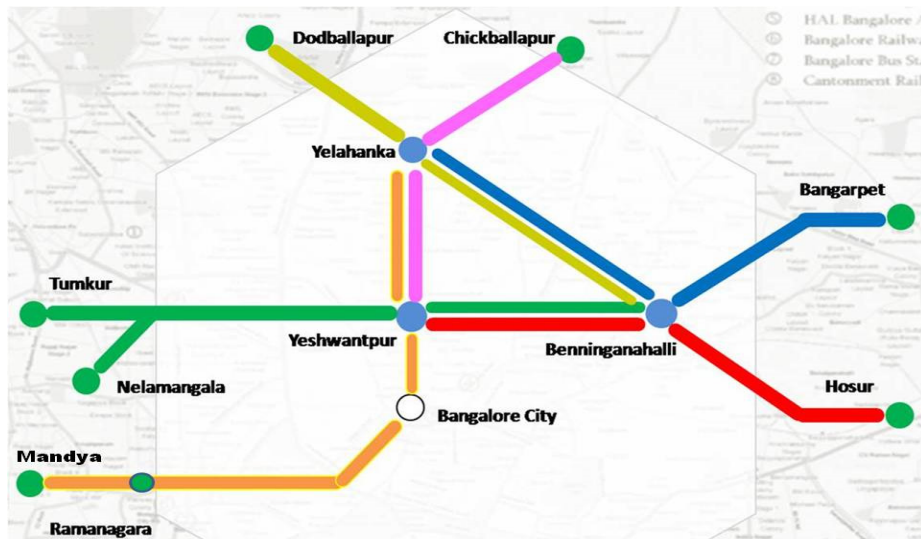 HAL Bangalore
Dodballapur
Chickballapur
Bangalore Railwa
Bangalore Bus Sta
Cantonment Rail
Yelahanka
Bangarpet
Tumkur
Yeshwantpur
Benninganahalli
Nelamangala
Hosur
Bangalore City
Mandya
Ramanagara